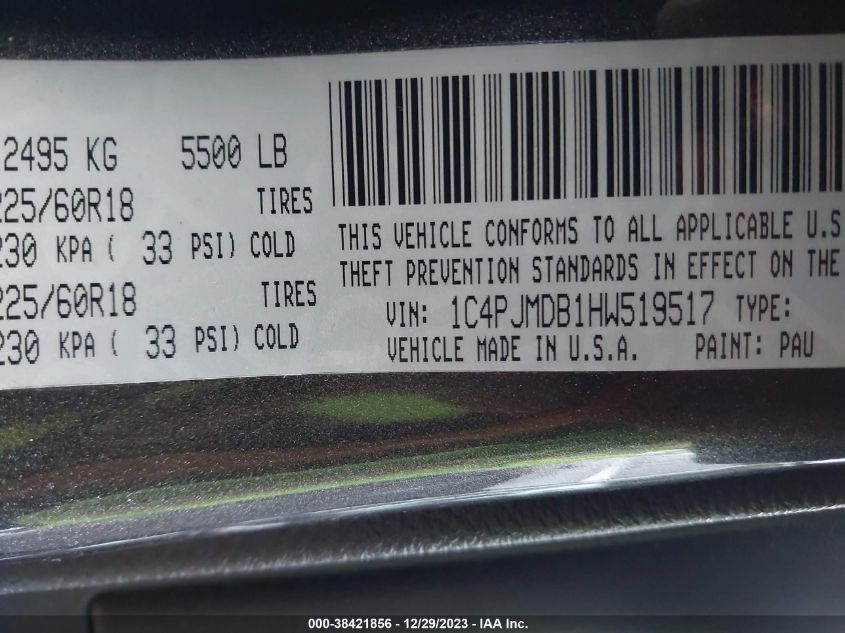 2495 KG 5500 LB
225/60R18 TIRES
230 KPA ( 33 PSI) COLD
225/60R18 TIRES
230 KPA ( 33 PSI) COLD
THIS VEHICLE CONFORMS TO ALL APPLICABLE U.S
THEFT PREVENTION STANDARDS IN EFFECT ON THE
VIN: 1C4PJMDB1HW519517 TYPE:
VEHICLE MADE IN U.S.A. PAINT: PAU
000-38421856 - 12/29/2023 - IAA Inc.